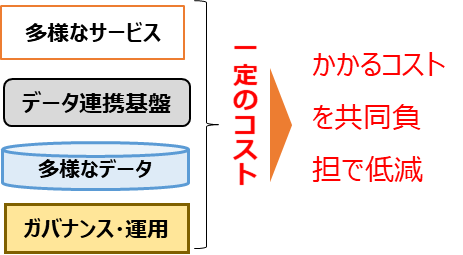 多様なサービス
データ連携基盤
多様なデータ
ガバナンス・運用
一定のコスト
かかるコスト
を共同負
担で低減